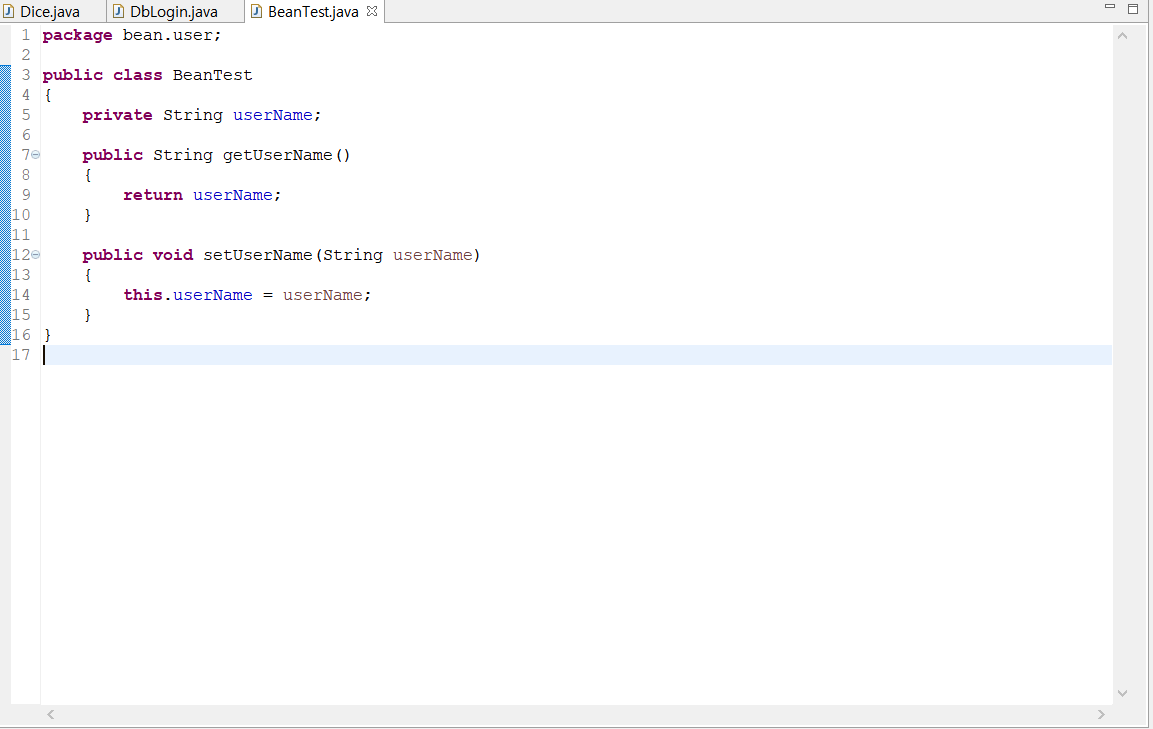 Dice.java DbLogin.java BeanTest.java
1 package bean.user;
2
3 public class BeanTest
4 {
5     private String userName;
6
7     public String getUserName()
8     {
9         return userName;
10     }
11
12     public void setUserName(String userName)
13     {
14         this.userName = userName;
15     }
16 }
17